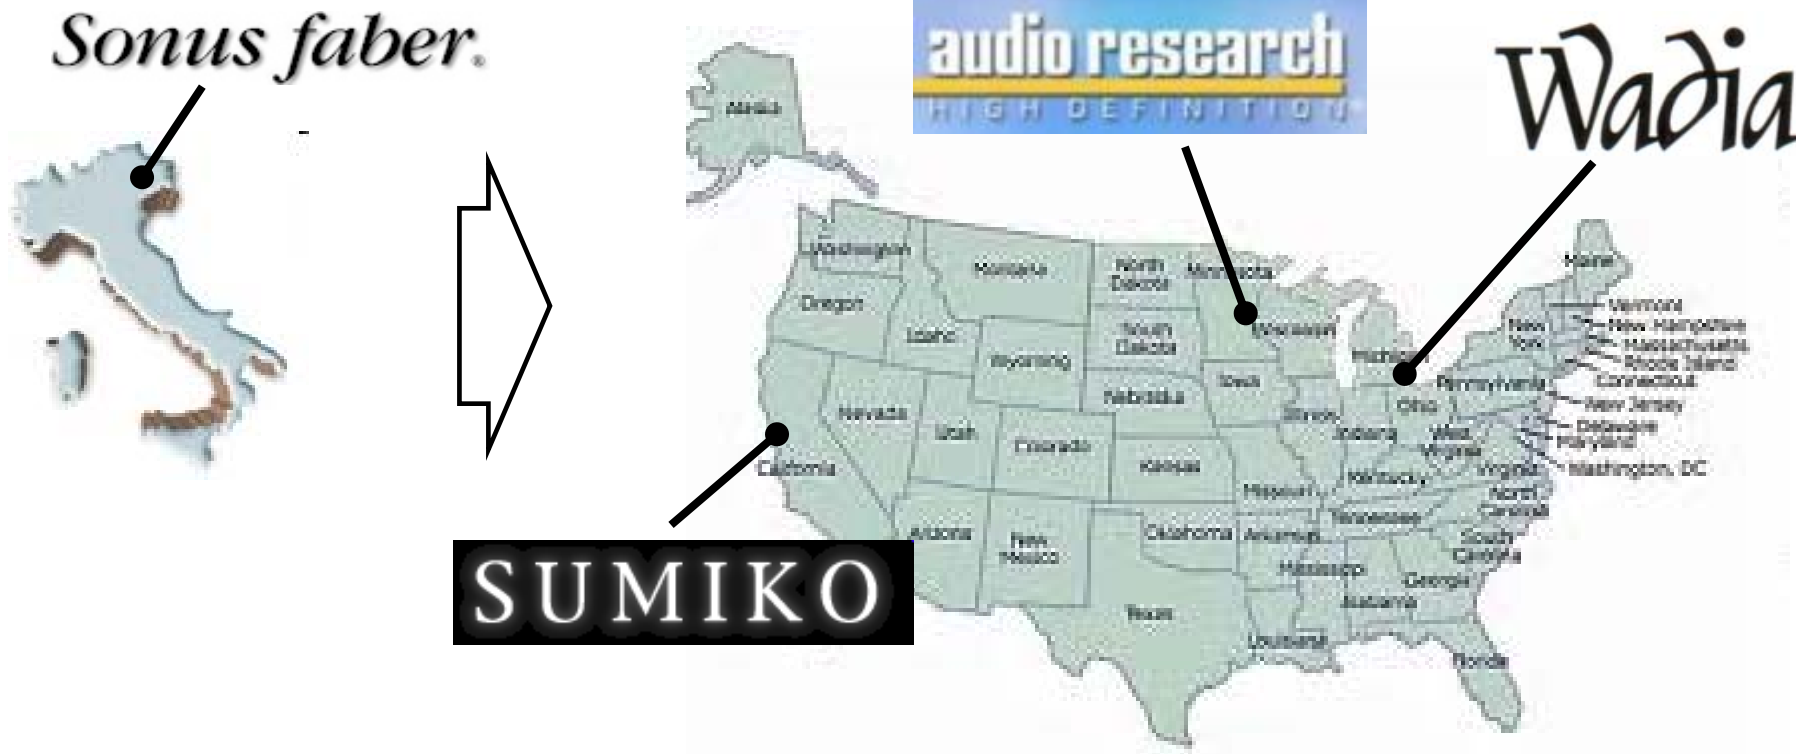 Sonus faber®
audio research
HIGH DEFINITION
Wadia
SUMIKO
Alaska
Washington
Montana
North
Dakota
Minnesota
Maine
Oregon
Idaho
South
Dakota
Wisconsin
Michigan
New
York
Vermont
New Hampshire
Massachusetts
Rhode Island
Connecticut
New Jersey
Delaware
Maryland
Washington, DC
Wyoming
Iowa
Nebraska
Pennsylvania
Nevada
Utah
Colorado
Kansas
Illinois
Indiana
Ohio
West
Virginia
Virginia
California
Missouri
Kentucky
North
Carolina
Tennessee
Arizona
New
Mexico
Oklahoma
Arkansas
South
Carolina
Mississippi
Georgia
Alabama
Texas
Louisiana
Florida